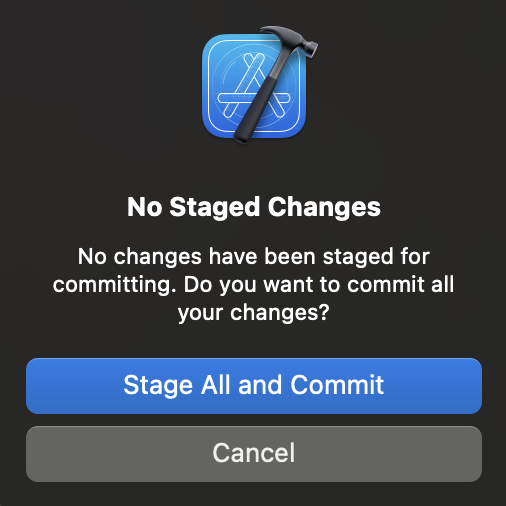 No Staged Changes
No changes have been staged for
committing. Do you want to commit all
your changes?
Stage All and Commit
Cancel